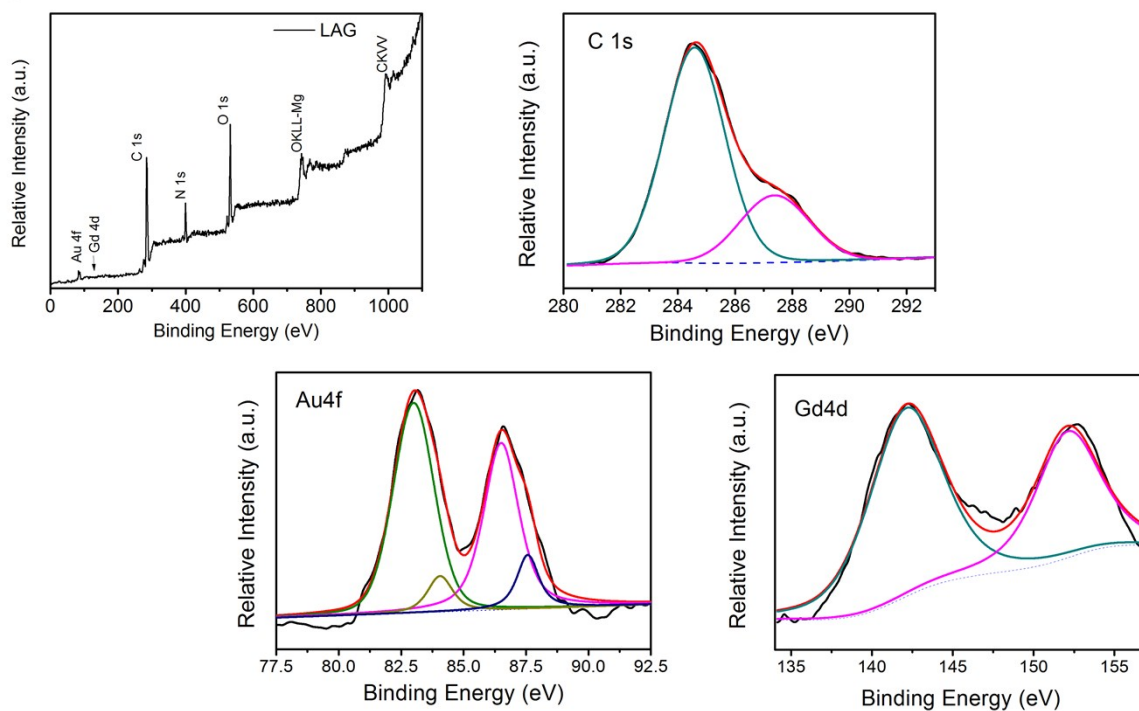 LAG
Au 4f
Gd 4d
C 1s
N 1s
O 1s
OKLL-Mg
CKVV
Relative Intensity (a.u.)
0 200 400 600 800 1000
Binding Energy (eV)
C 1s
Relative Intensity (a.u.)
280 282 284 286 288 290 292
Binding Energy (eV)
Au4f
Relative Intensity (a.u.)
77.5 80.0 82.5 85.0 87.5 90.0 92.5
Binding Energy (eV)
Gd4d
Relative Intensity (a.u.)
135 140 145 150 155
Binding Energy (eV)